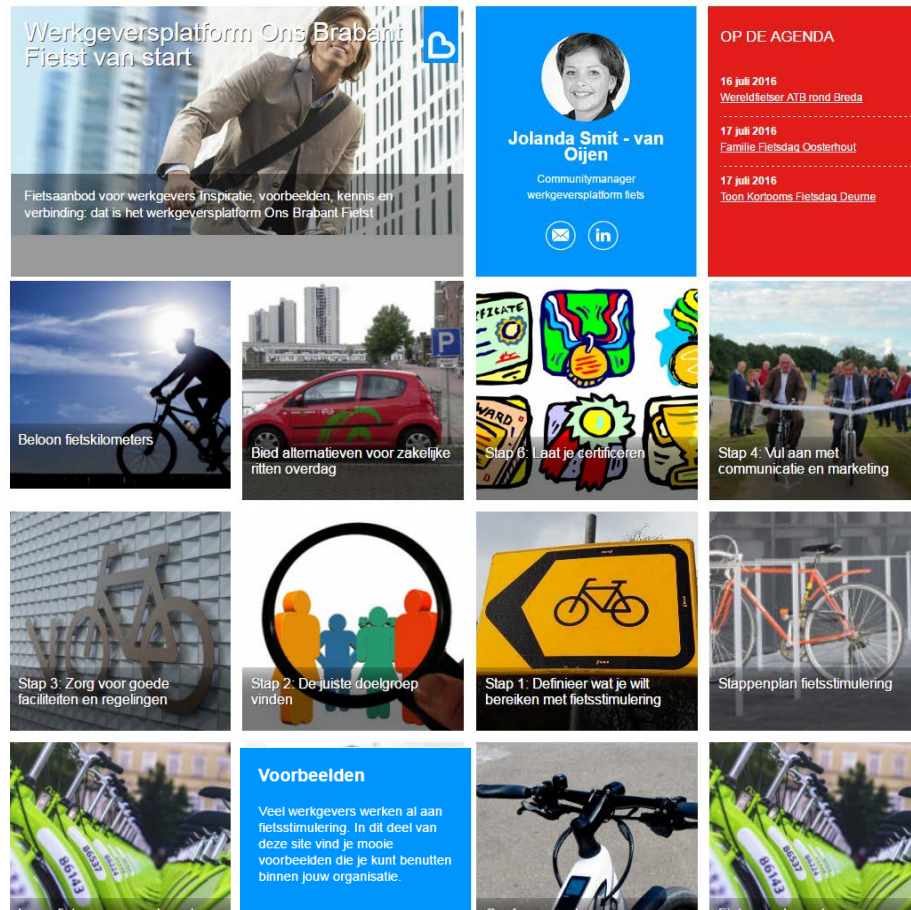 Werkgeversplatform Ons Brabant
Fietst van start
Fietsaanbod voor werkgevers Inspiratie, voorbeelden, kennis en
verbinding: dat is het werkgeversplatform Ons Brabant Fietst
Jolanda Smit - van
Oijen
Communitymanager
werkgeversplatform fiets
in
OP DE AGENDA
16 juli 2016
Wereldfietser ATB rond Breda
17 juli 2016
Familie Fietsdag Oosterhout
17 juli 2016
Toon Kortooms Fietsdag Deurne
Beloon fietskilometers
P
Bied alternatieven voor zakelijke
ritten overdag
WARD
Stap 6: Laat je certificeren
Stap 4: Vul aan met
communicatie en marketing
Stap 3: Zorg voor goede
faciliteiten en regelingen
Stap 2: De juiste doelgroep
vinden
Stap 1: Definieer wat je wilt
bereiken met fietsstimulering
Stappenplan fietsstimulering
86143
86537
Voorbeelden
Veel werkgevers werken al aan
fietsstimulering. In dit deel van
deze site vind je mooie
voorbeelden die je kunt benutten
binnen jouw organisatie.
86143
86537